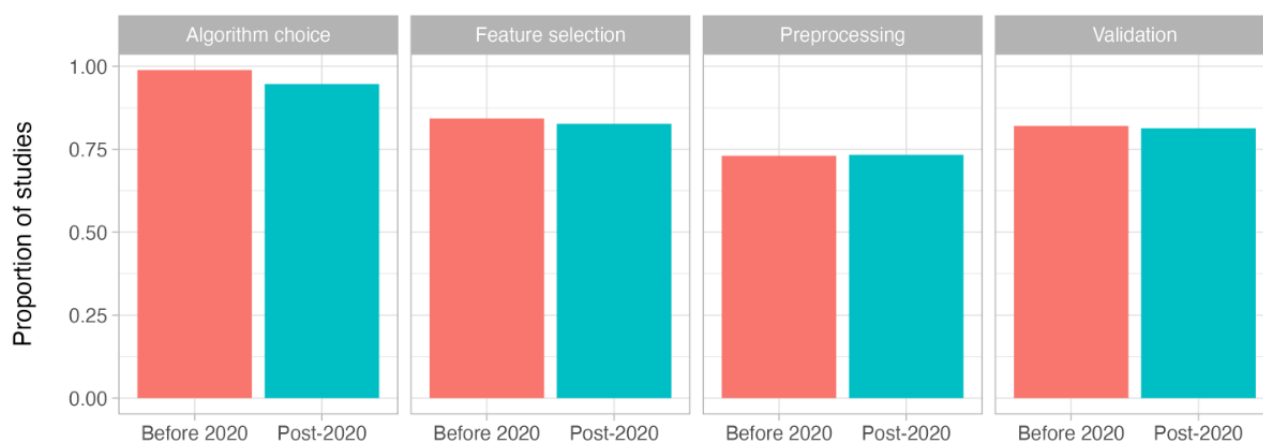 Algorithm choice Feature selection Preprocessing Validation
Proportion of studies
1.00
0.75
0.50
0.25
0.00
Before 2020 Post-2020 Before 2020 Post-2020 Before 2020 Post-2020 Before 2020 Post-2020